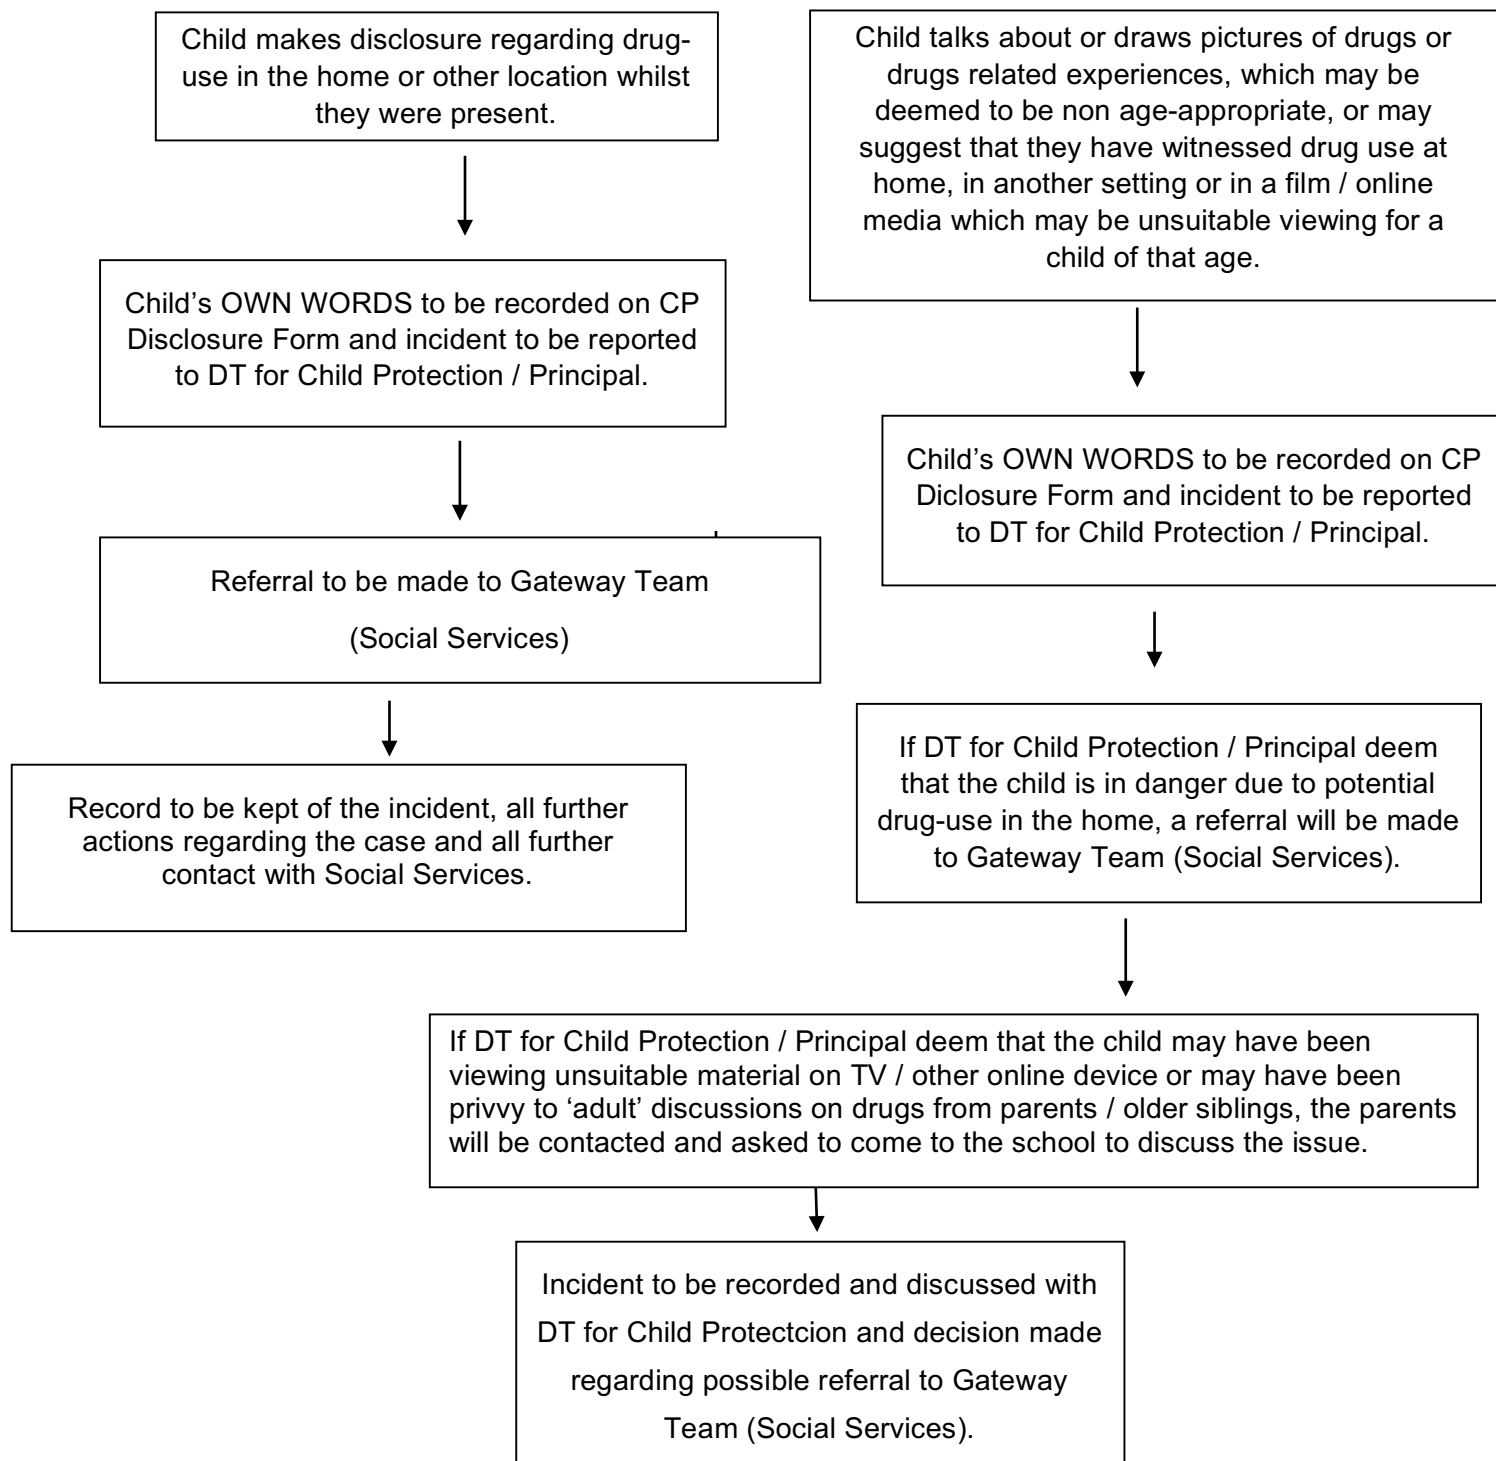 Child makes disclosure regarding drug-
use in the home or other location whilst
they were present.
Child's OWN WORDS to be recorded on CP
Disclosure Form and incident to be reported
to DT for Child Protection / Principal.
Referral to be made to Gateway Team
(Social Services)
Record to be kept of the incident, all further
actions regarding the case and all further
contact with Social Services.
Child talks about or draws pictures of drugs or
drugs related experiences, which may be
deemed to be non age-appropriate, or may
suggest that they have witnessed drug use at
home, in another setting or in a film / online
media which may be unsuitable viewing for a
child of that age.
Child’s OWN WORDS to be recorded on CP
Diclosure Form and incident to be reported
to DT for Child Protection / Principal.
If DT for Child Protection / Principal deem
that the child is in danger due to potential
drug-use in the home, a referral will be made
to Gateway Team (Social Services).
If DT for Child Protection / Principal deem that the child may have been
viewing unsuitable material on TV / other online device or may have been
privvy to ‘adult’ discussions on drugs from parents / older siblings, the parents
will be contacted and asked to come to the school to discuss the issue.
Incident to be recorded and discussed with
DT for Child Protectcion and decision made
regarding possible referral to Gateway
Team (Social Services).